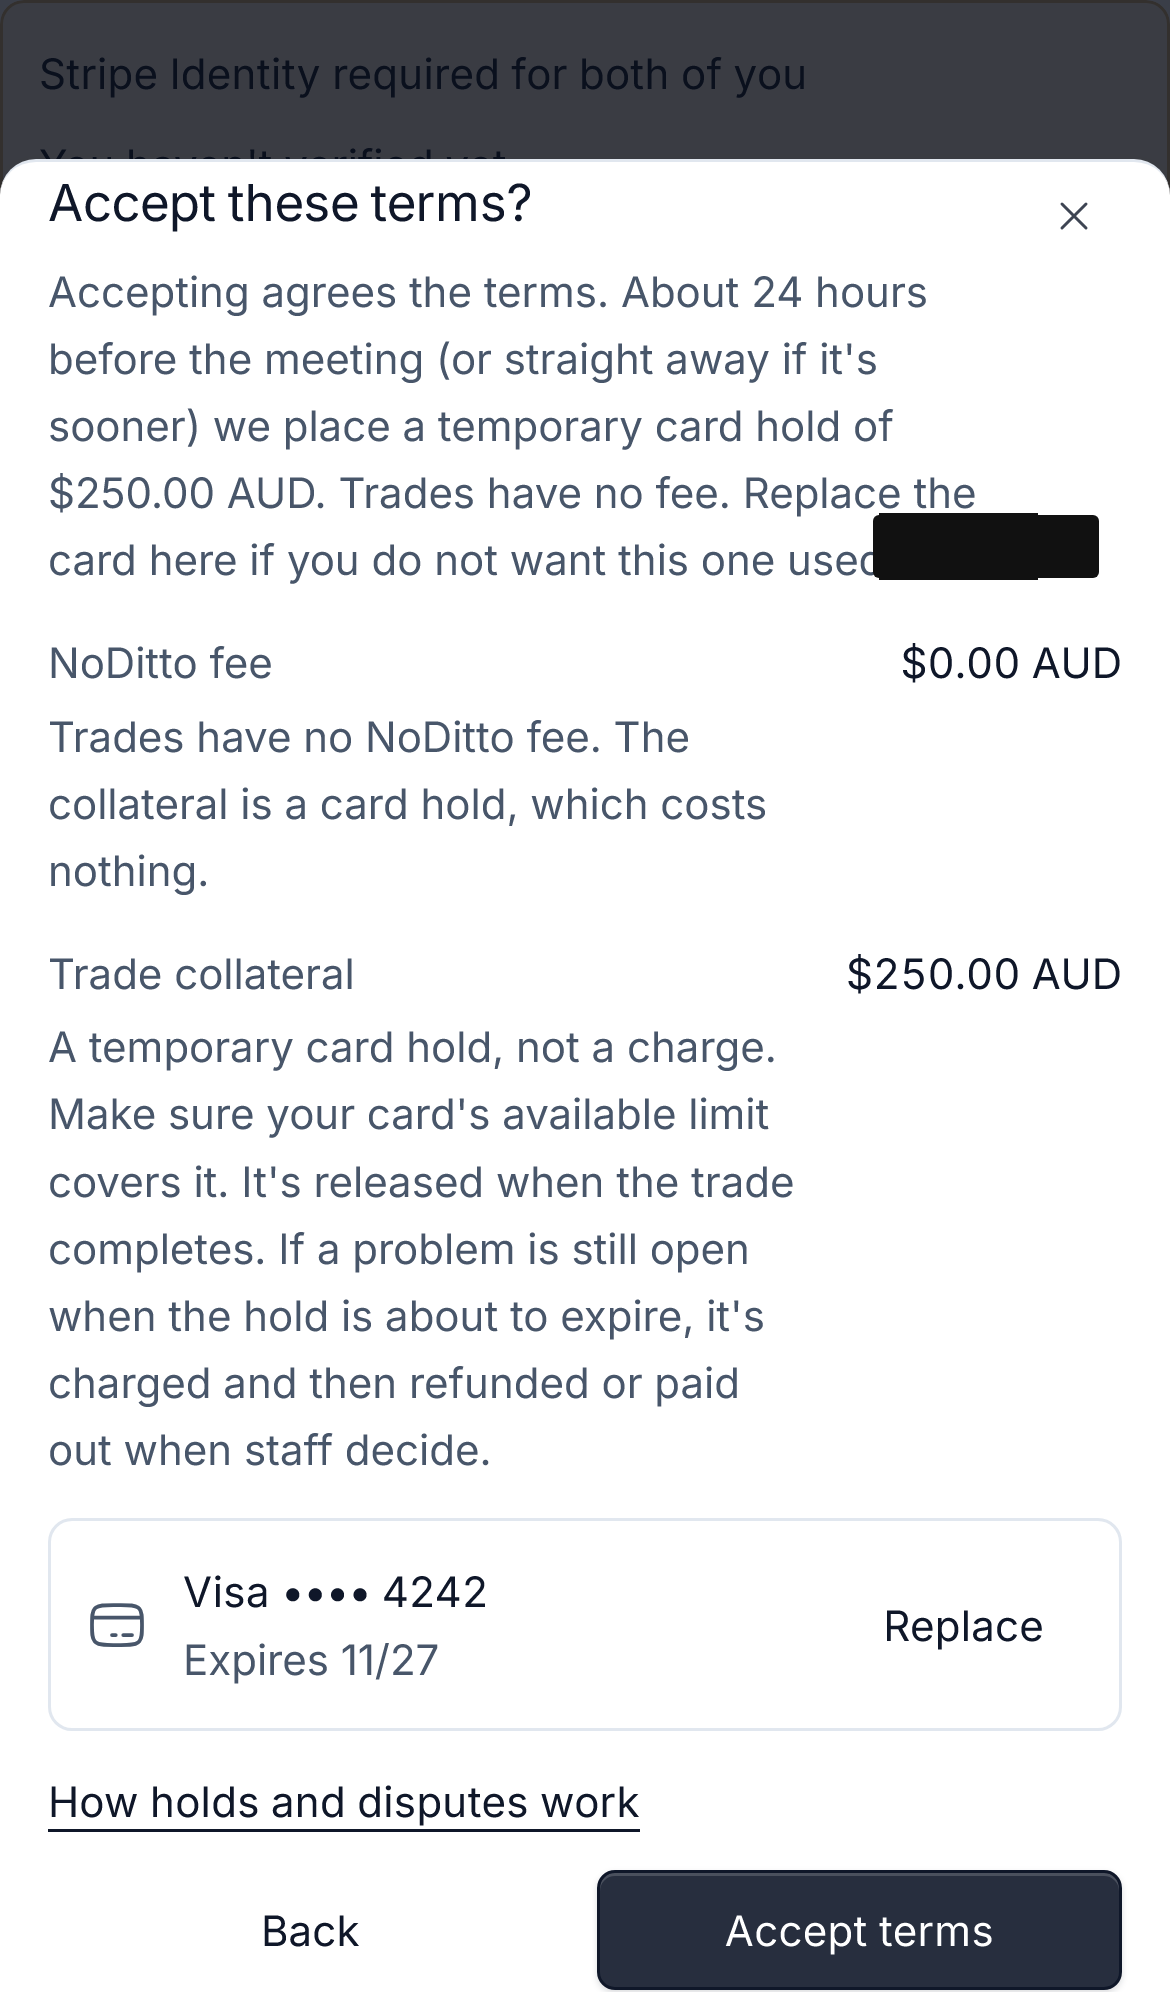 Stripe Identity required for both of you
You haven't verified yet
Accept these terms?
Accepting agrees the terms. About 24 hours
before the meeting (or straight away if it's
sooner) we place a temporary card hold of
$250.00 AUD. Trades have no fee. Replace the
card here if you do not want this one used
NoDitto fee
$0.00 AUD
Trades have no NoDitto fee. The
collateral is a card hold, which costs
nothing.
Trade collateral
$250.00 AUD
A temporary card hold, not a charge.
Make sure your card's available limit
covers it. It's released when the trade
completes. If a problem is still open
when the hold is about to expire, it's
charged and then refunded or paid
out when staff decide.
Visa •••• 4242
Expires 11/27
Replace
How holds and disputes work
Back
Accept terms